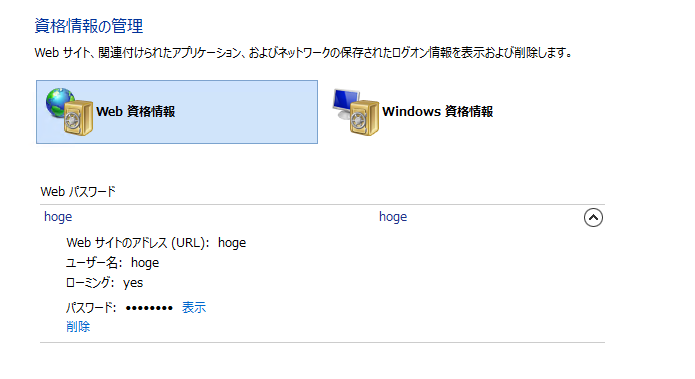 資格情報の管理
Web サイト、関連付けられたアプリケーション、およびネットワークの保存されたログオン情報を表示および削除します。
Web 資格情報 Windows 資格情報
Web パスワード
hoge hoge
Web サイトのアドレス (URL): hoge
ユーザー名: hoge
ローミング: yes
パスワード: •••••••• 表示
削除